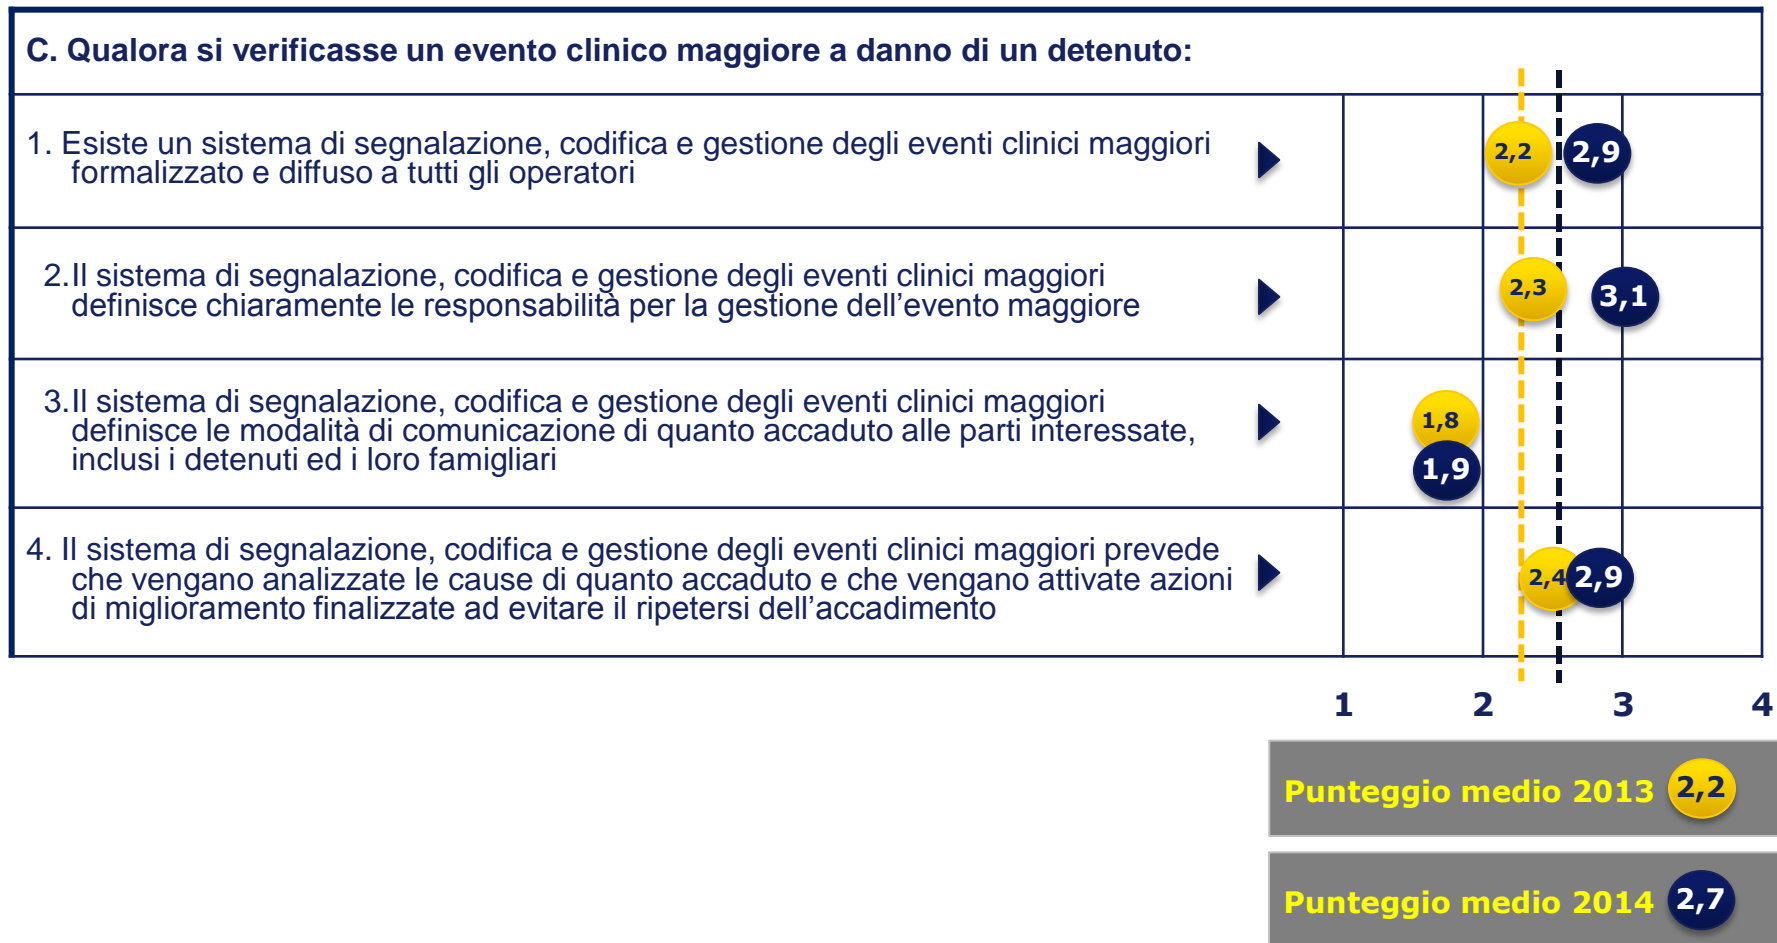 C. Qualora si verificasse un evento clinico maggiore a danno di un detenuto:
1. Esiste un sistema di segnalazione, codifica e gestione degli eventi clinici maggiori
formalizzato e diffuso a tutti gli operatori
2,2
2,9
2.Il sistema di segnalazione, codifica e gestione degli eventi clinici maggiori
definisce chiaramente le responsabilità per la gestione dell’evento maggiore
2,3
3,1
3.Il sistema di segnalazione, codifica e gestione degli eventi clinici maggiori
definisce le modalità di comunicazione di quanto accaduto alle parti interessate,
inclusi i detenuti ed i loro famigliari
1,8
1,9
4. Il sistema di segnalazione, codifica e gestione degli eventi clinici maggiori prevede
che vengano analizzate le cause di quanto accaduto e che vengano attivate azioni
di miglioramento finalizzate ad evitare il ripetersi dell’accadimento
2,4
2,9
1 2 3 4
Punteggio medio 2013 2,2
Punteggio medio 2014 2,7